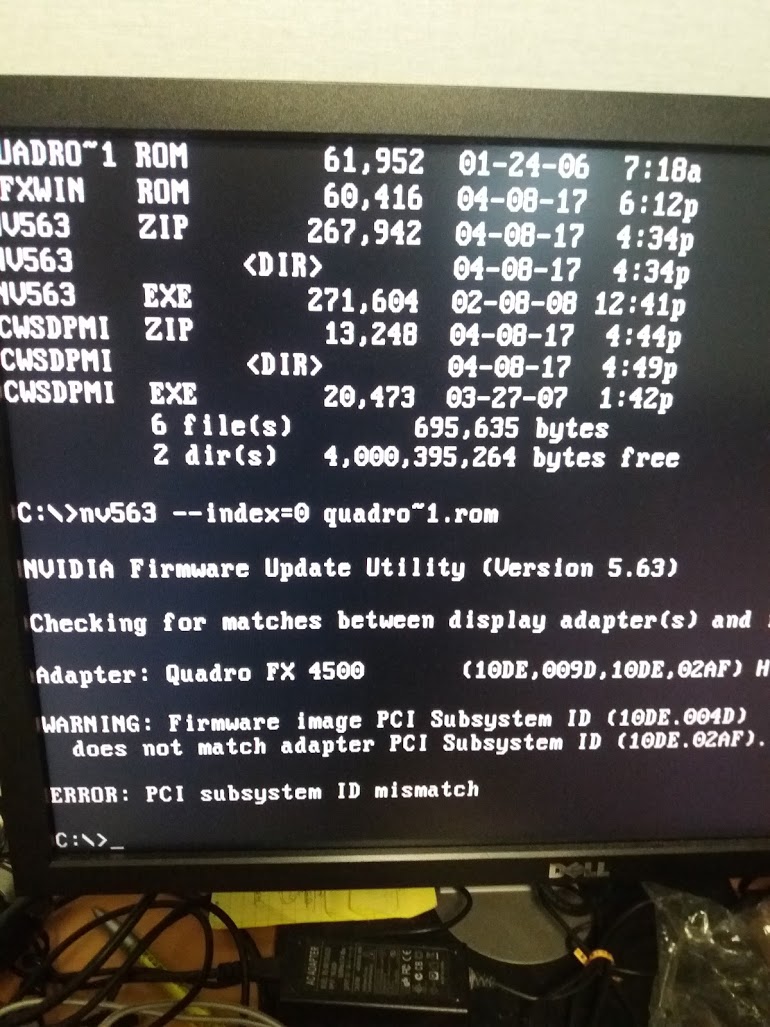 UADRO~1 ROM 61,952 01-24-06 7:18a
FXWIN ROM 60,416 04-08-17 6:12p
NV563 ZIP 267,942 04-08-17 4:34p
NV563 <DIR> 04-08-17 4:34p
NV563 EXE 271,604 02-08-08 12:41p
CWSDPMI ZIP 13,248 04-08-17 4:44p
CWSDPMI <DIR> 04-08-17 4:49p
CWSDPMI EXE 20,473 03-27-07 1:42p
6 file(s) 695,635 bytes
2 dir(s) 4,000,395,264 bytes free
C:\>nv563 --index=0 quadro~1.rom
NVIDIA Firmware Update Utility (Version 5.63)
Checking for matches between display adapter(s) and
Adapter: Quadro FX 4500 (10DE,009D,10DE,02AF) H
WARNING: Firmware image PCI Subsystem ID (10DE.004D)
does not match adapter PCI Subsystem ID (10DE.02AF).
ERROR: PCI subsystem ID mismatch
C:\>_
DELL
AC ADAPTER